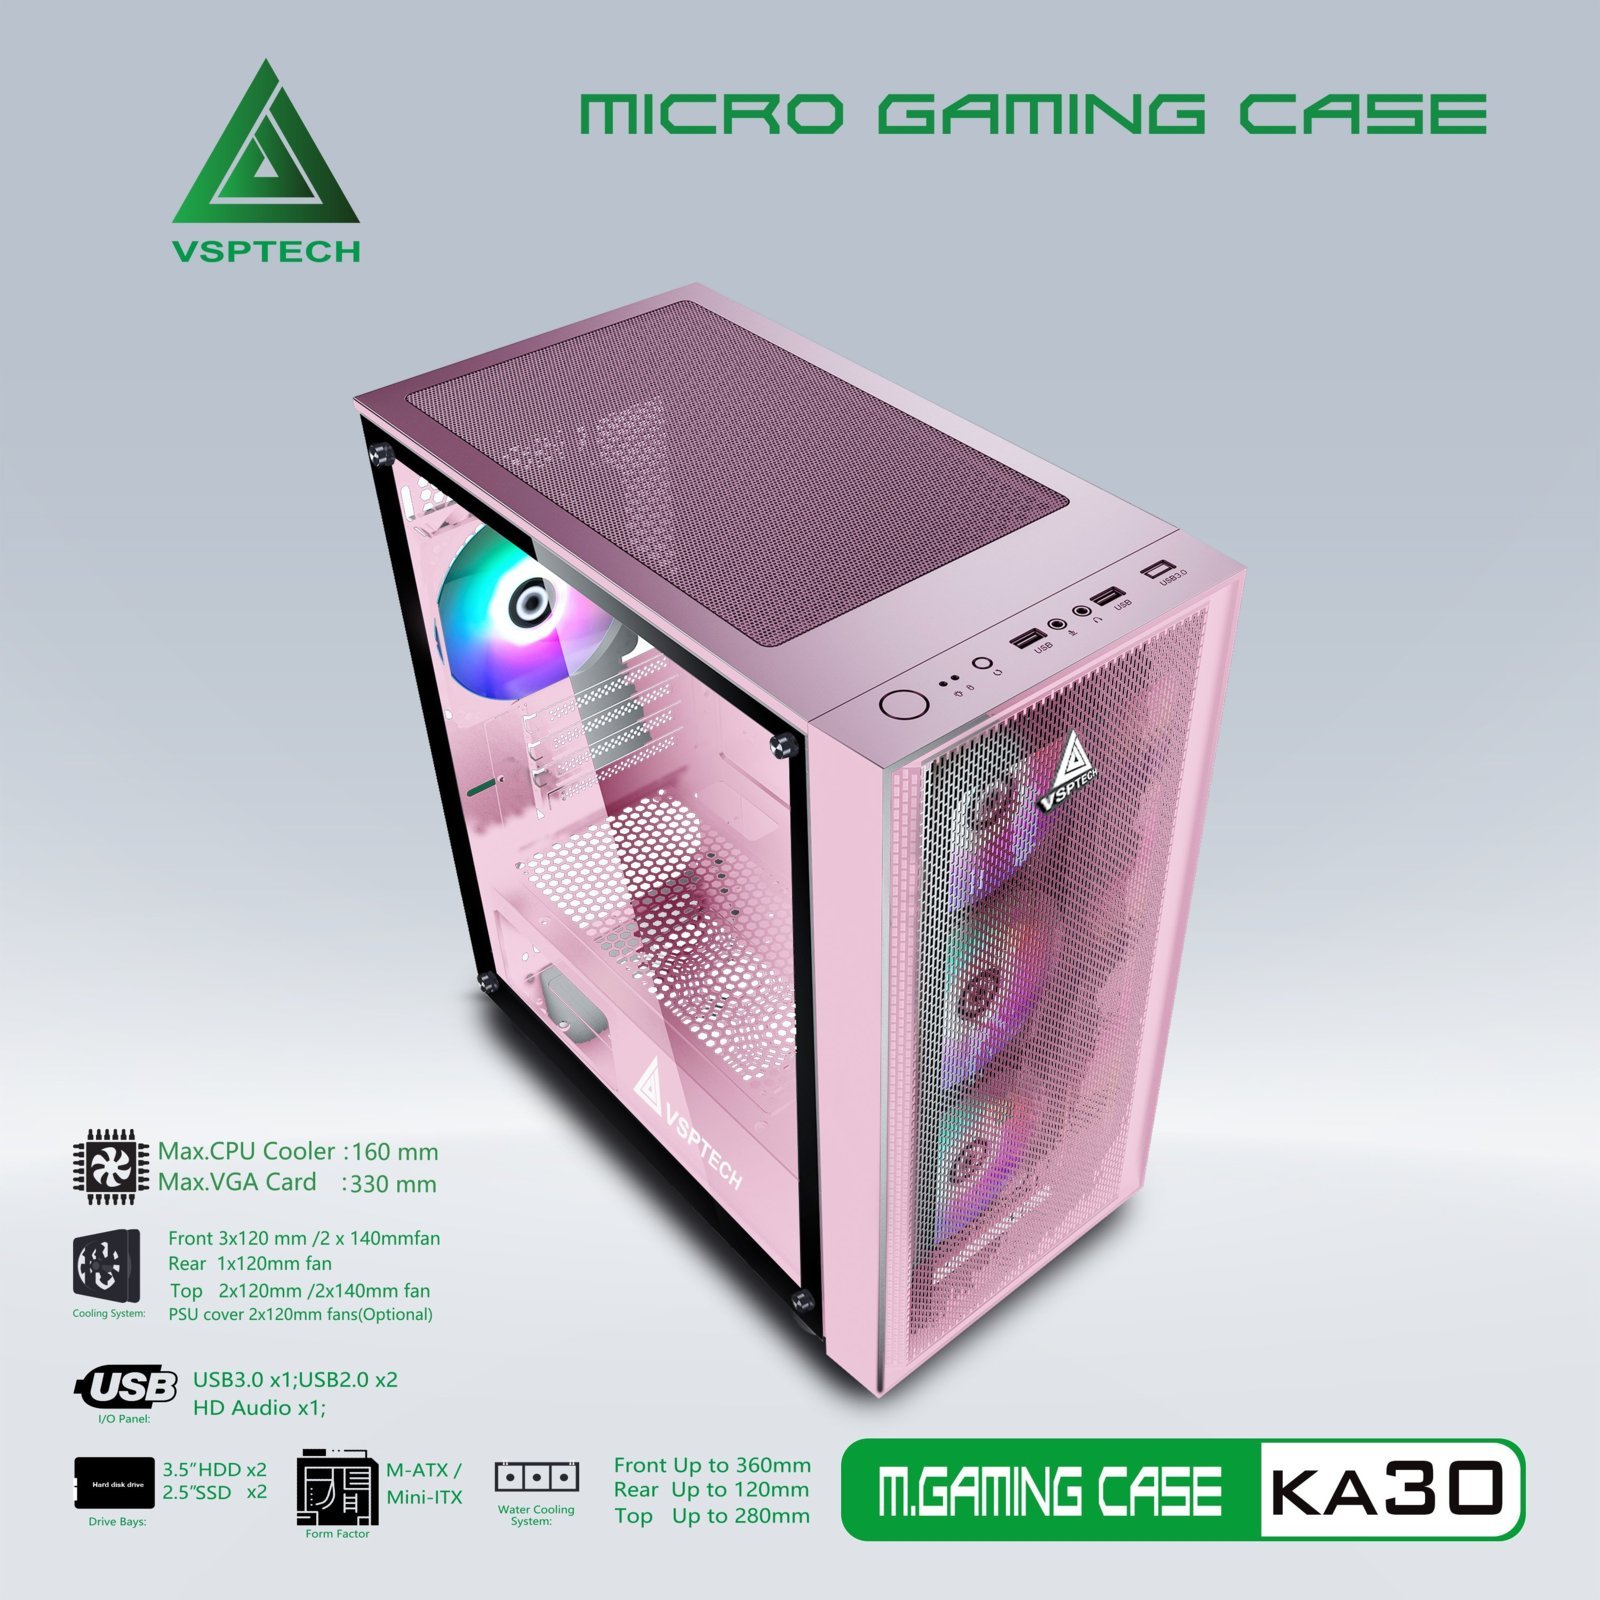 MICRO GAMING CASE
VSPTECH
USB3.0
USB
USB
VSPTECH
VSPTECH
Max.CPU Cooler :160 mm
Max.VGA Card :330 mm
Front 3x120 mm /2 x 140mmfan
Rear 1x120mm fan
Top 2x120mm /2x140mm fan
Cooling System:
PSU cover 2x120mm fans(Optional)
USB
USB3.0 x1;USB2.0 x2
HD Audio x1;
I/O Panel:
Hard disk drive
3.5"HDD x2
2.5"SSD x2
Drive Bays:
M-ATX /
Mini-ITX
Form Factor
Water Cooling
System:
Front Up to 360mm
Rear Up to 120mm
Top Up to 280mm
M.GAMING CASE KA30